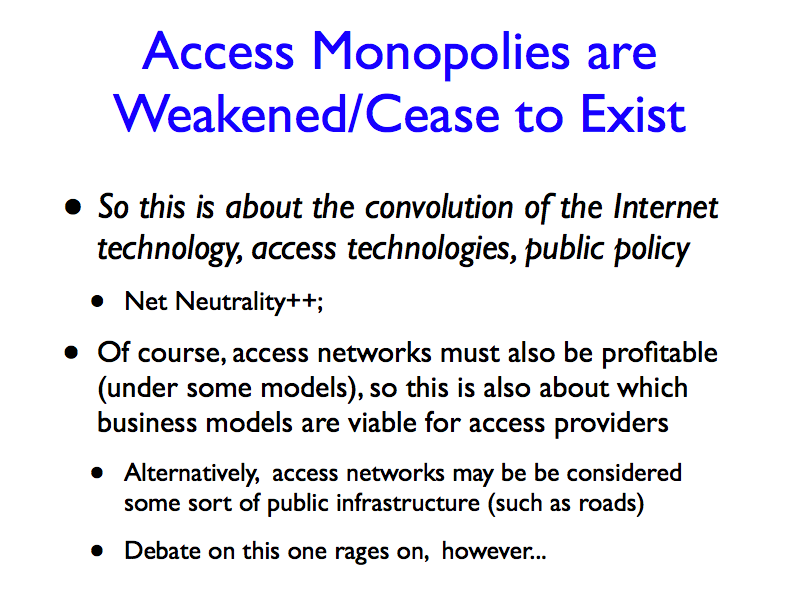 Access Monopolies are
Weakened/Cease to Exist
• So this is about the convolution of the Internet
technology, access technologies, public policy
• Net Neutrality++;
• Of course, access networks must also be profitable
(under some models), so this is also about which
business models are viable for access providers
• Alternatively, access networks may be be considered
some sort of public infrastructure (such as roads)
• Debate on this one rages on, however...